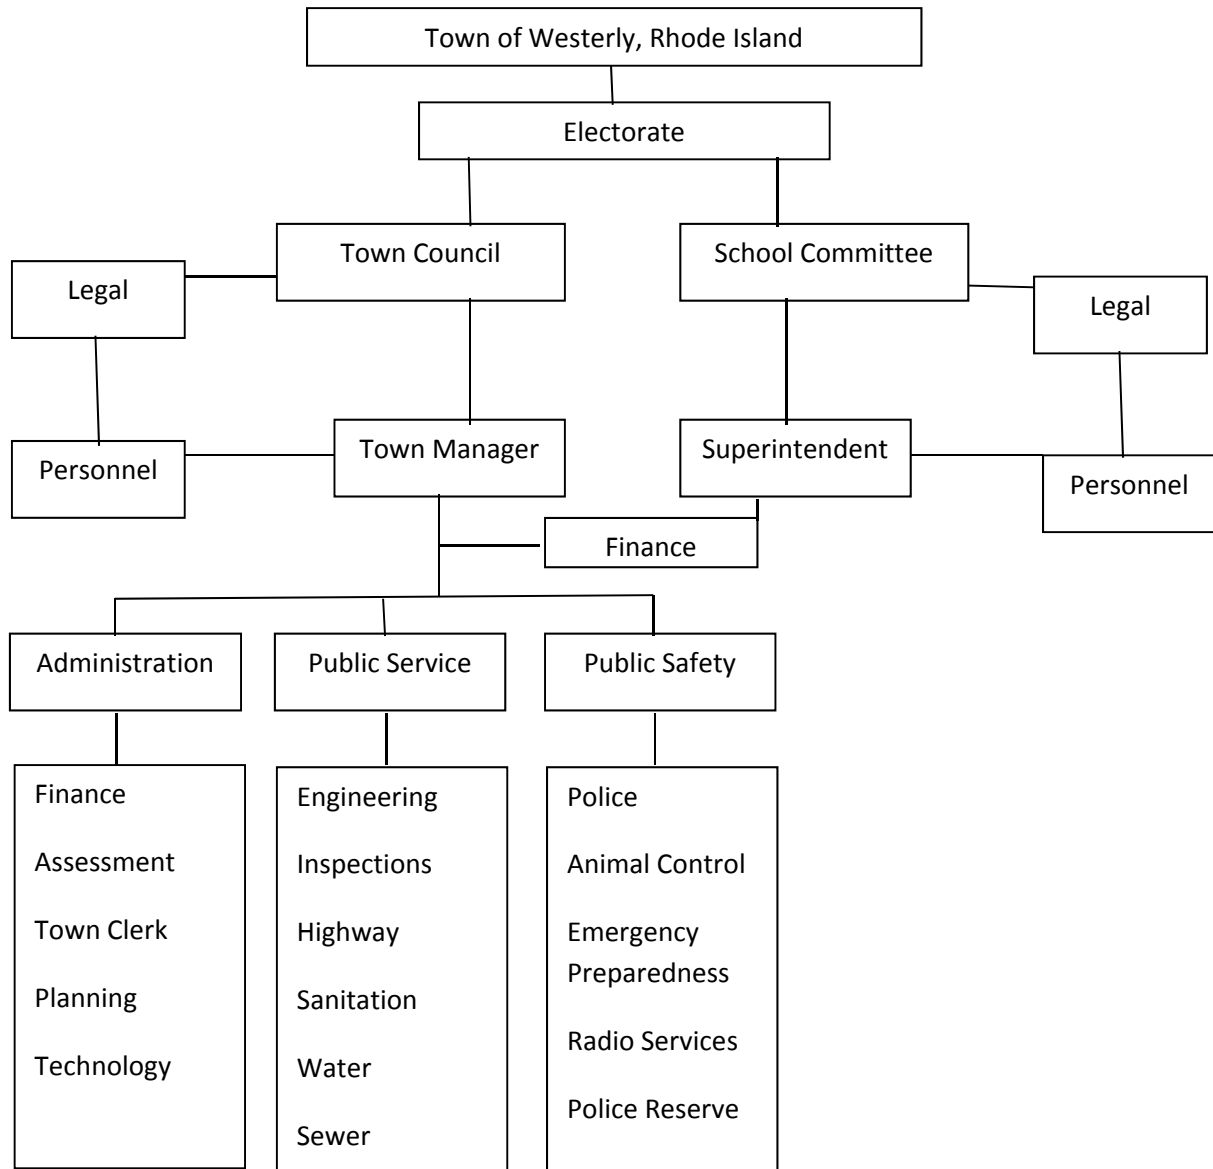 Town of Westerly, Rhode Island
Electorate
Town Council
School Committee
Legal
Legal
Town Manager
Superintendent
Personnel
Personnel
Finance
Administration
Public Service
Public Safety
Finance
Assessment
Town Clerk
Planning
Technology
Engineering
Inspections
Highway
Sanitation
Water
Sewer
Police
Animal Control
Emergency
Preparedness
Radio Services
Police Reserve